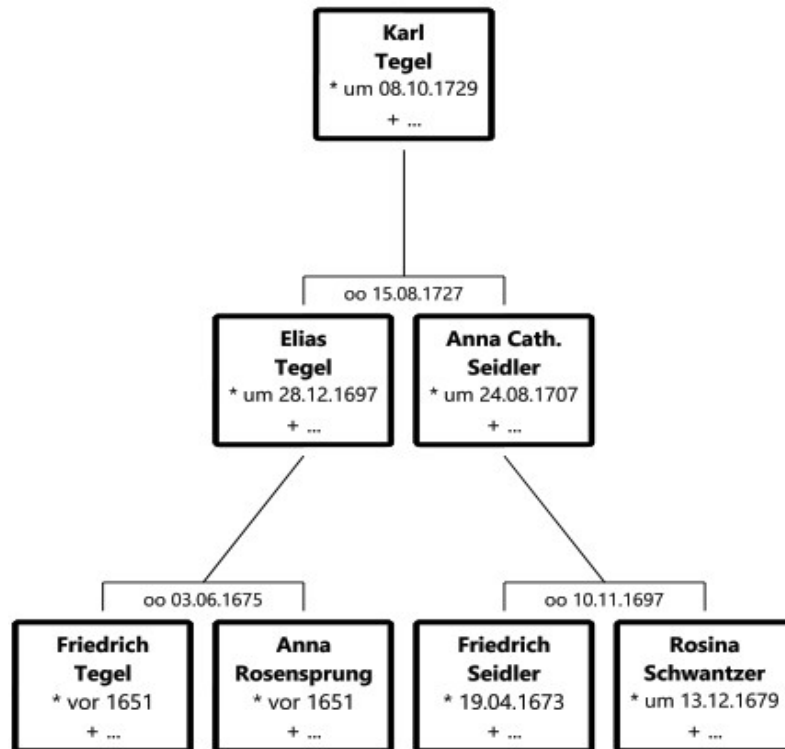 Karl
Tegel
* um 08.10.1729
+ ...
oo 15.08.1727
Elias
Tegel
* um 28.12.1697
+ ...
Anna Cath.
Seidler
* um 24.08.1707
+ ...
oo 03.06.1675
oo 10.11.1697
Friedrich
Tegel
* vor 1651
+ ...
Anna
Rosensprung
* vor 1651
+ ...
Friedrich
Seidler
* 19.04.1673
+ ...
Rosina
Schwantzer
* um 13.12.1679
+ ...